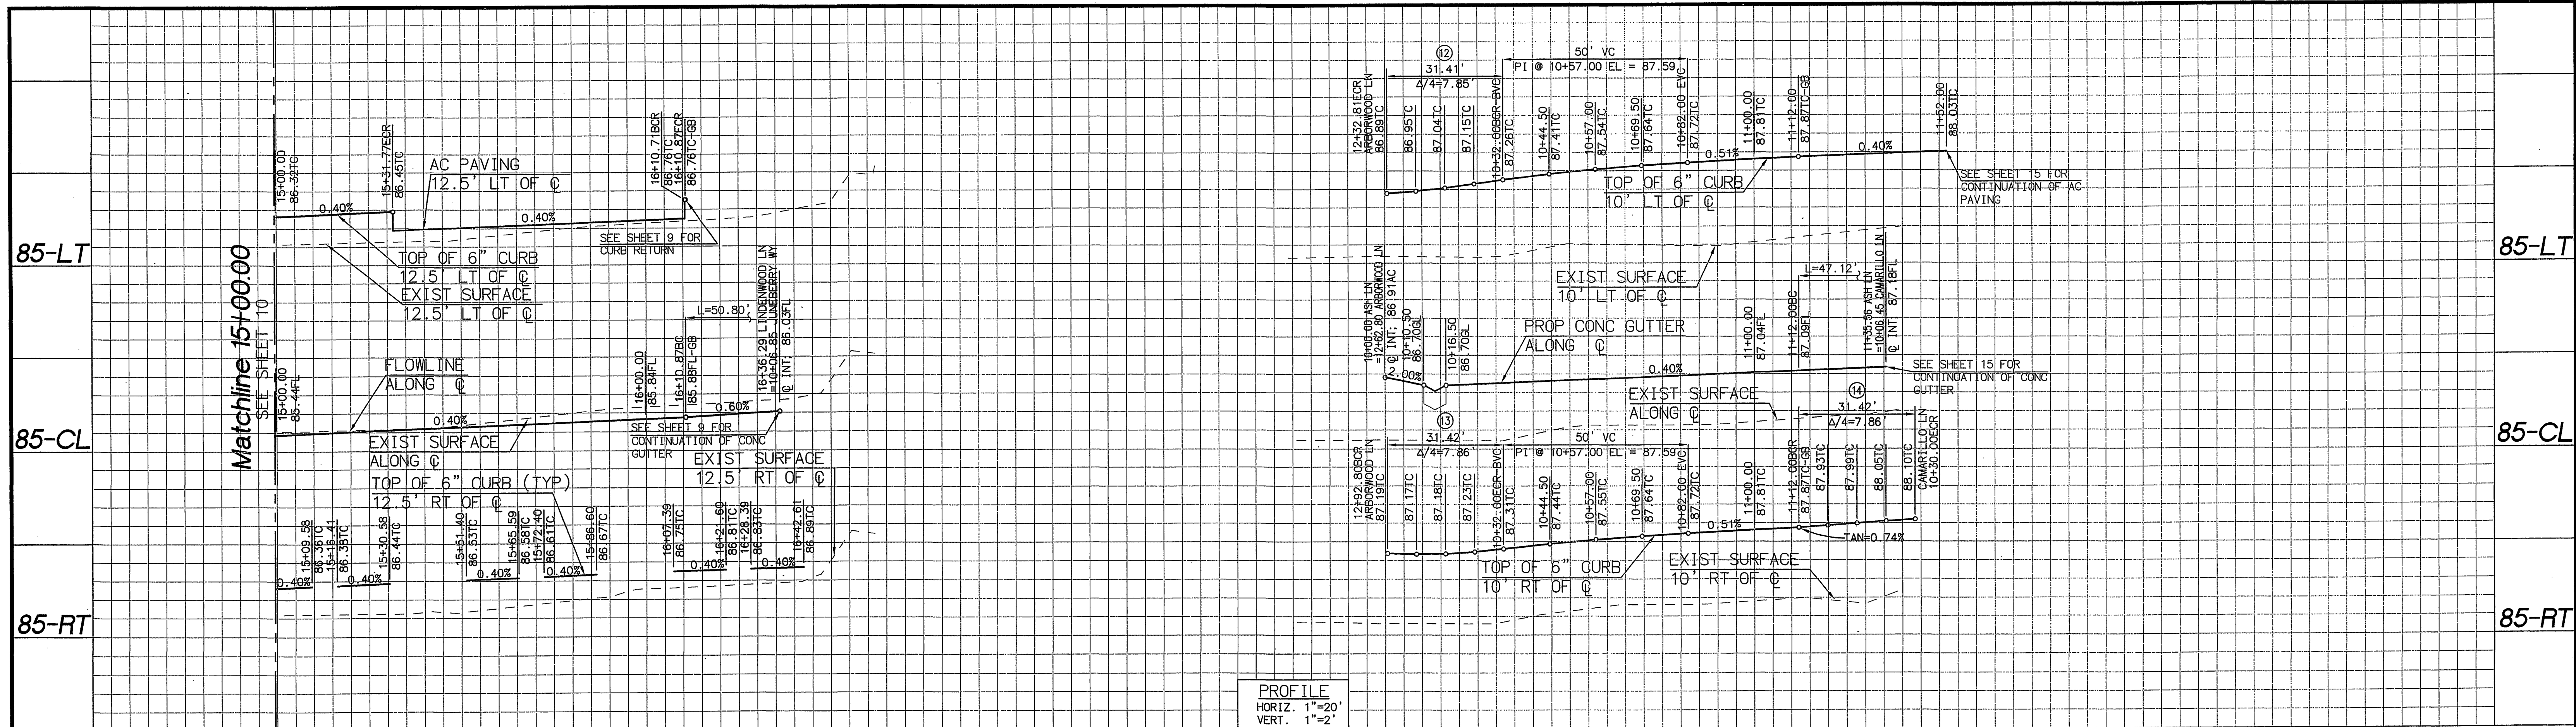 85-LT
85-CL
85-RT
Matchline 15+00.00
SEE SHEET 10
15+00.00
86.32TC
0.40%
15+31.77ECR
86.45TC
AC PAVING
12.5' LT OF ℄
0.40%
16+10.71BCR
86.76TC
16+10.87ECR
86.76TC-GB
SEE SHEET 9 FOR
CURB RETURN
TOP OF 6" CURB
12.5' LT OF ℄
EXIST SURFACE
12.5' LT OF ℄
15+00.00
85.44FL
FLOWLINE
ALONG ℄
0.40%
EXIST SURFACE
ALONG ℄
16+00.00
85.84FL
16+10.87BC
85.88FL-GB
L=50.80'
0.60%
16+36.29 LINDENWOOD LN
=10+06.85 JUNEBERRY WY
℄ INT; 86.03FL
SEE SHEET 9 FOR
CONTINUATION OF CONC
GUTTER
EXIST SURFACE
12.5' RT OF ℄
TOP OF 6" CURB (TYP)
12.5' RT OF ℄
0.40%
15+09.58
86.36TC
15+16.41
86.38TC
0.40%
15+30.58
86.44TC
15+51.40
86.53TC
0.40%
15+65.59
86.58TC
15+72.40
86.61TC
0.40%
15+86.60
86.67TC
16+07.39
86.75TC
0.40%
16+21.60
86.81TC
16+28.39
86.83TC
0.40%
16+42.61
86.89TC
12
31.41'
Δ/4=7.85'
50' VC
PI @ 10+57.00 EL = 87.59
12+32.81ECR
ARBORWOOD LN
86.89TC
86.95TC
87.04TC
87.15TC
10+32.00BCR-BVC
87.26TC
10+44.50
87.41TC
10+57.00
87.54TC
10+69.50
87.64TC
10+82.00 EVC
87.72TC
0.51%
11+00.00
87.81TC
11+12.00
87.87TC-GB
0.40%
11+52.00
88.03TC
TOP OF 6" CURB
10' LT OF ℄
SEE SHEET 15 FOR
CONTINUATION OF AC
PAVING
EXIST SURFACE
10' LT OF ℄
10+00.00 ASH LN
=12+62.80 ARBORWOOD LN
℄ INT; 86.91AC
2.00%
10+10.50
86.70GL
10+16.50
86.70GL
PROP CONC GUTTER
ALONG ℄
0.40%
11+00.00
87.04FL
11+12.00BC
87.09FL
L=47.12'
11+35.56 ASH LN
=10+06.45 CAMARILLO LN
℄ INT; 87.18FL
SEE SHEET 15 FOR
CONTINUATION OF CONC
GUTTER
EXIST SURFACE
ALONG ℄
13
31.42'
Δ/4=7.86'
50' VC
PI @ 10+57.00 EL = 87.59
14
31.42'
Δ/4=7.86'
12+92.80BCR
ARBORWOOD LN
87.19TC
87.17TC
87.18TC
87.23TC
10+32.00ECR-BVC
87.31TC
10+44.50
87.44TC
10+57.00
87.55TC
10+69.50
87.64TC
10+82.00 EVC
87.72TC
0.51%
11+00.00
87.81TC
11+12.00BCR
87.87TC-GB
87.93TC
87.99TC
88.05TC
88.10TC
CAMARILLO LN
10+30.00ECR
TAN=0.74%
TOP OF 6" CURB
10' RT OF ℄
EXIST SURFACE
10' RT OF ℄
85-LT
85-CL
85-RT
PROFILE
HORIZ. 1"=20'
VERT. 1"=2'